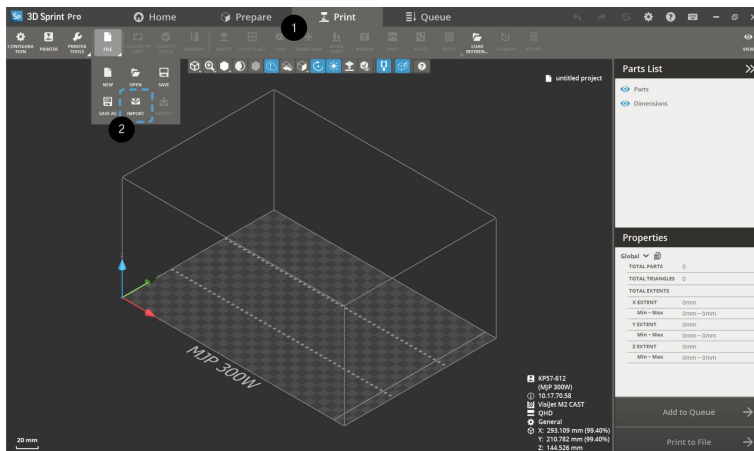 3D Sprint Pro
Home
Prepare
1
Print
Queue
CONFIGURA
TION
PRINTER
PRINTER
TOOLS
FILE
LOAD
REFEREN...
VIEW
NEW
OPEN
SAVE
SAVE AS
IMPORT
2
untitled project
MJP 300W
20 mm
KP57-612
(MJP 300W)
10.17.70.58
VisiJet M2 CAST
QHD
General
X: 293.109 mm (99.40%)
Y: 210.782 mm (99.40%)
Z: 144.526 mm
Parts List
Parts
Dimensions
Properties
Global
TOTAL PARTS 0
TOTAL TRIANGLES 0
TOTAL EXTENTS
X EXTENT 0mm
Min - Max 0mm - 0mm
Y EXTENT 0mm
Min - Max 0mm - 0mm
Z EXTENT 0mm
Min - Max 0mm - 0mm
Add to Queue
Print to File